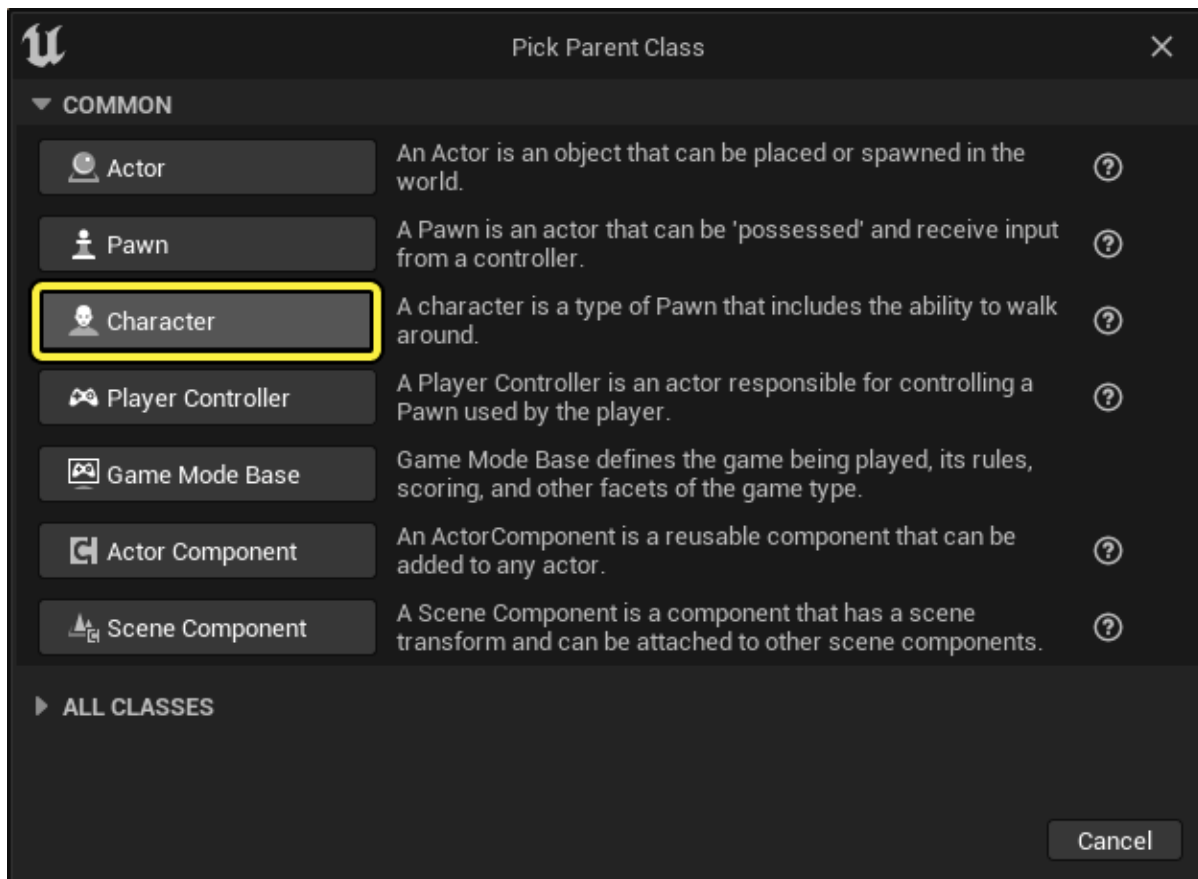 Pick Parent Class
COMMON
Actor
An Actor is an object that can be placed or spawned in the
world.
Pawn
A Pawn is an actor that can be 'possessed' and receive input
from a controller.
Character
A character is a type of Pawn that includes the ability to walk
around.
Player Controller
A Player Controller is an actor responsible for controlling a
Pawn used by the player.
Game Mode Base
Game Mode Base defines the game being played, its rules,
scoring, and other facets of the game type.
Actor Component
An ActorComponent is a reusable component that can be
added to any actor.
Scene Component
A Scene Component is a component that has a scene
transform and can be attached to other scene components.
ALL CLASSES
Cancel